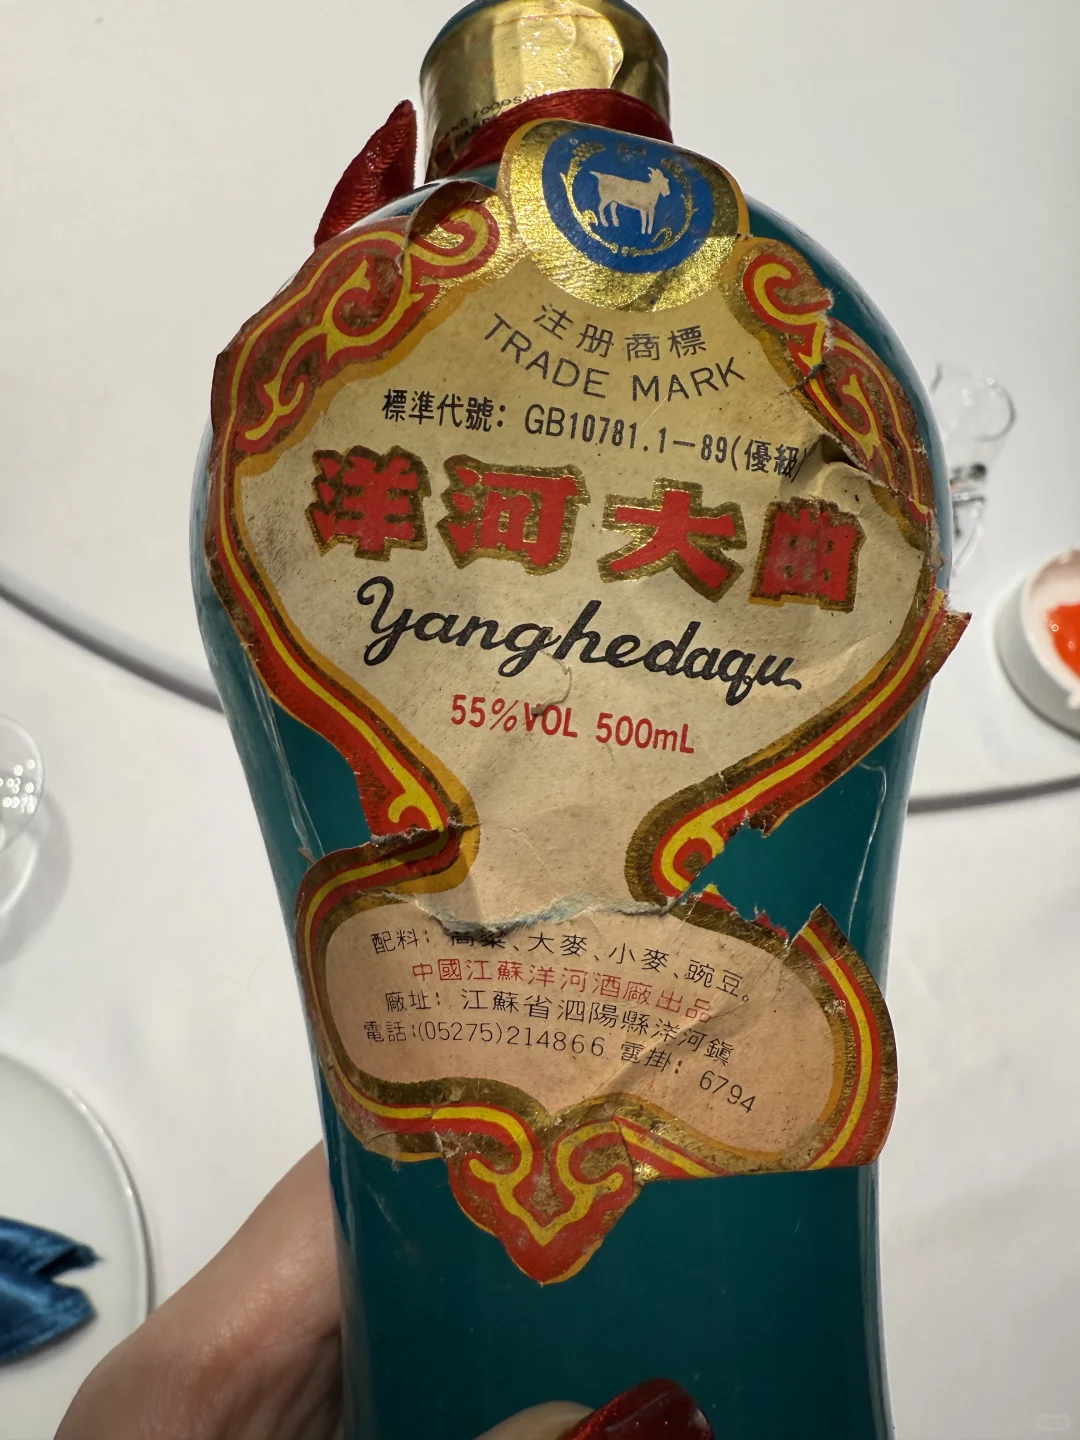 AND FOODS
注册商標
TRADE MARK
標準代號：GB10781.1—89(優級)
洋河大曲
Yanghedaqu
55%VOL 500mL
配料：高粱、大麥、小麥、豌豆。
中國江蘇洋河酒廠出品
廠址：江蘇省泗陽縣洋河鎮
電話:(05275)214866 電掛：6794